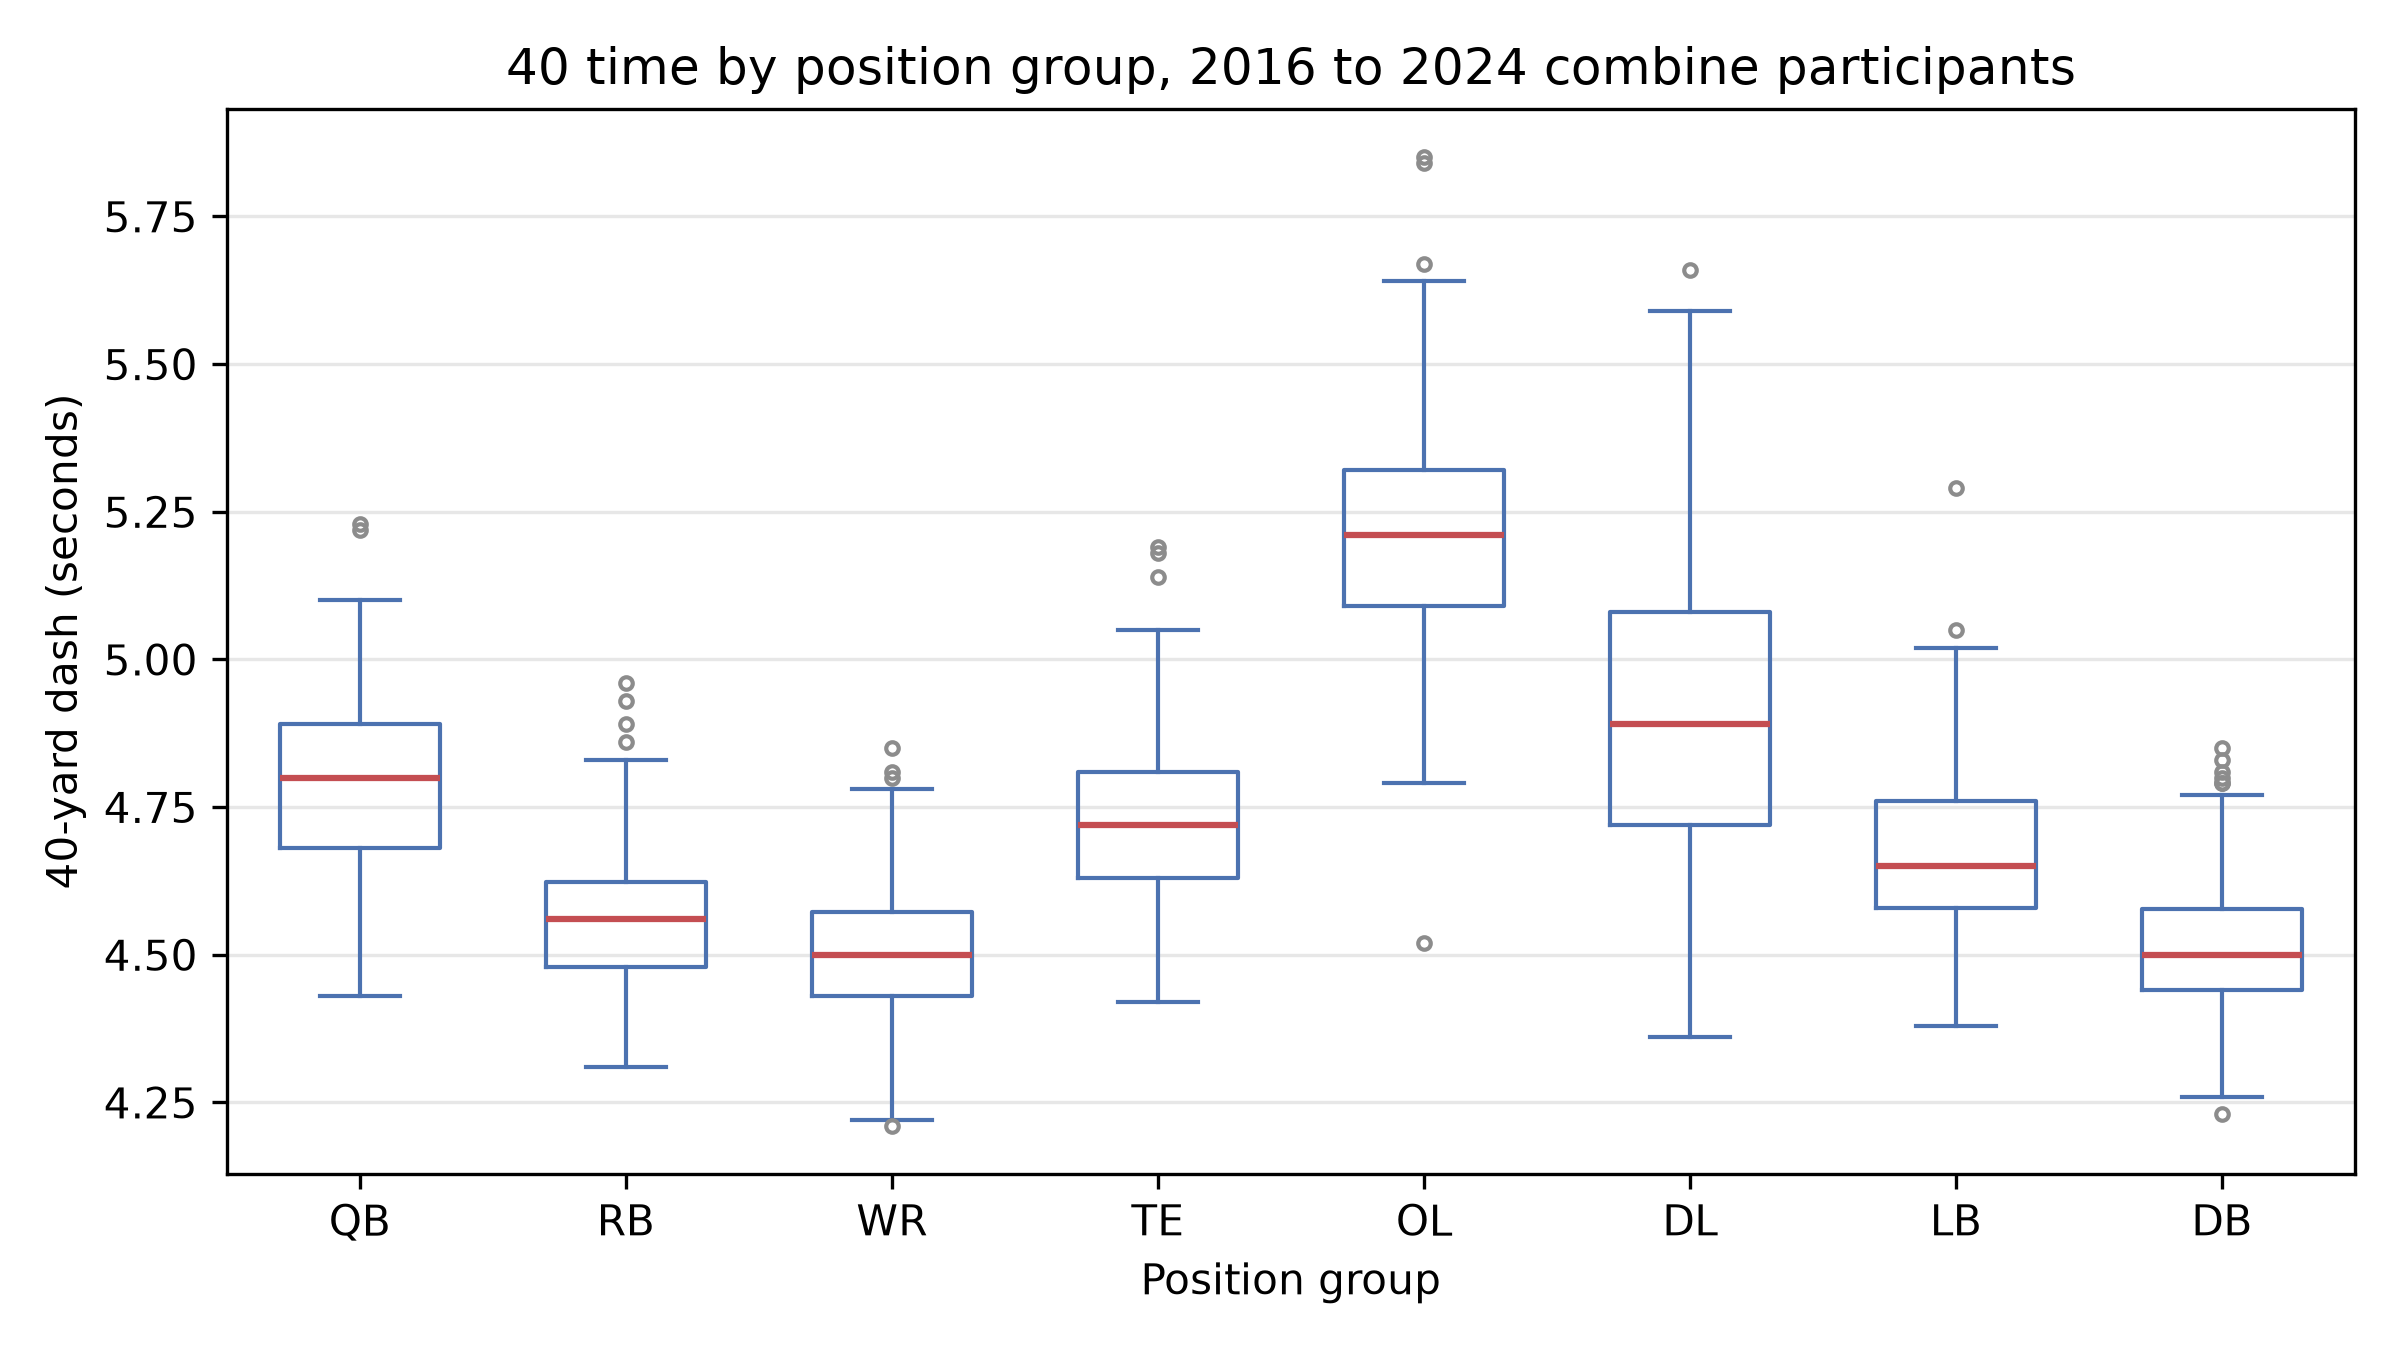 40 time by position group, 2016 to 2024 combine participants
40-yard dash (seconds)
5.75
5.50
5.25
5.00
4.75
4.50
4.25
QB RB WR TE OL DL LB DB
Position group